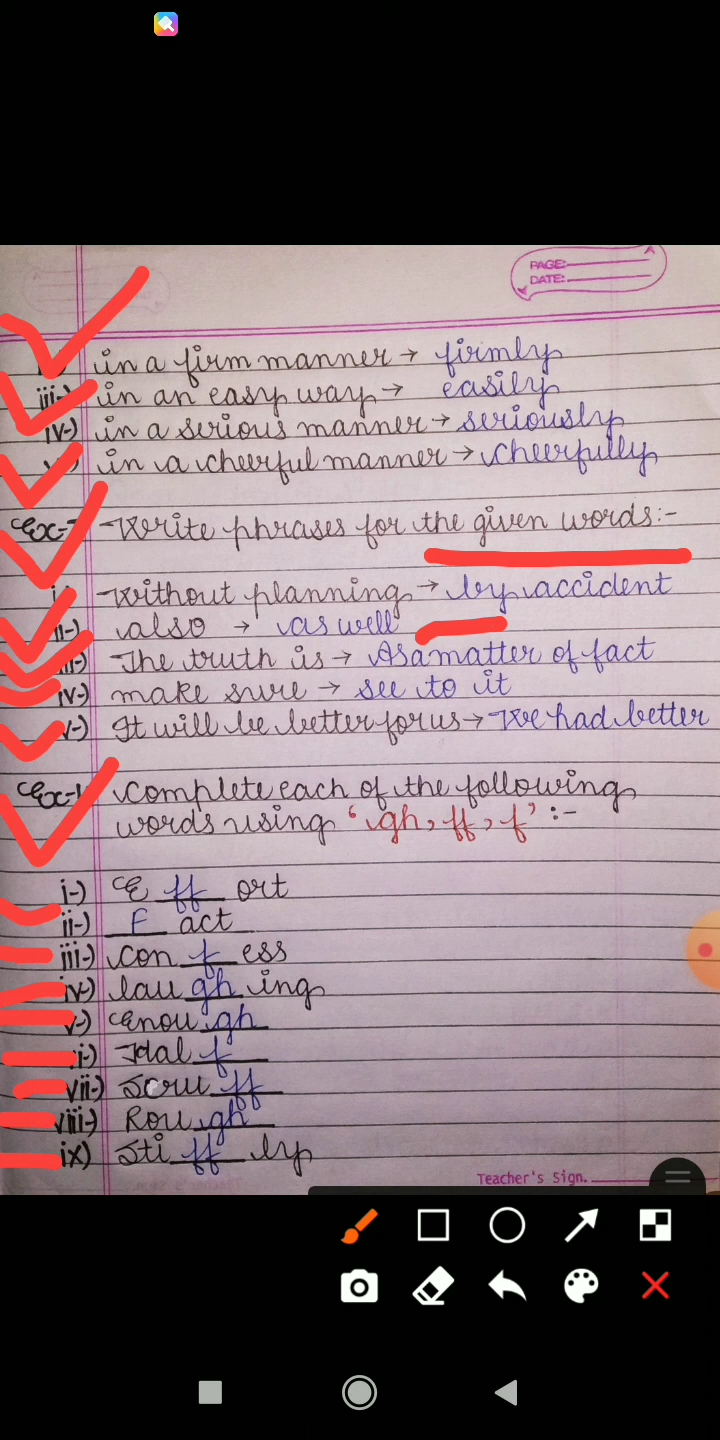 PAGE:
DATE:
in a firm manner → firmly
iii-) in an easy way → easily
iv-) in a serious manner → seriously
in a cheerful manner → cheerfully
Ex- Write phrases for the given words:-
i-) Without planning → by accident
ii-) also → as well
iii-) The truth is → As a matter of fact
iv-) make sure → see to it
v-) It will be better for us → We had better
Ex- Complete each of the following
words using 'gh, ff, f' :-
i-) E ff ort
ii-) F act
iii-) con f ess
iv-) lau gh ing
v-) Enou gh
i-) Hal f
vii-) Scru ff
viii-) Rou gh
ix) Sti ff ly
Teacher's Sign.